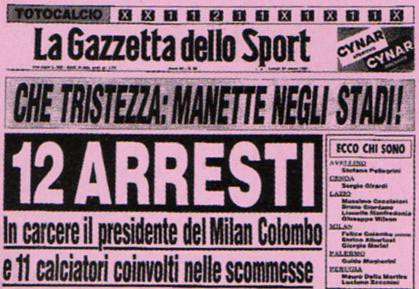 TOTOCALCIO X X 1 1 2 1 1 X 1 X 1 1 X
La Gazzetta dello Sport
CYNAR
CYNAR
CHE TRISTEZZA: MANETTE NEGLI STADI!
12 ARRESTI
In carcere il presidente del Milan Colombo
e 11 calciatori coinvolti nelle scommesse
ECCO CHI SONO
AVELLINO
Stefano Pellegrini
GENOA
Sergio Girardi
LAZIO
Massimo Cacciatori
Bruno Giordano
Lionello Manfredonia
Giuseppe Wilson
MILAN
Felice Colombo
Enrico Albertosi
Giorgio Morini
PALERMO
Guido Magherini
PERUGIA
Mauro Della Martira
Luciano Zecchini